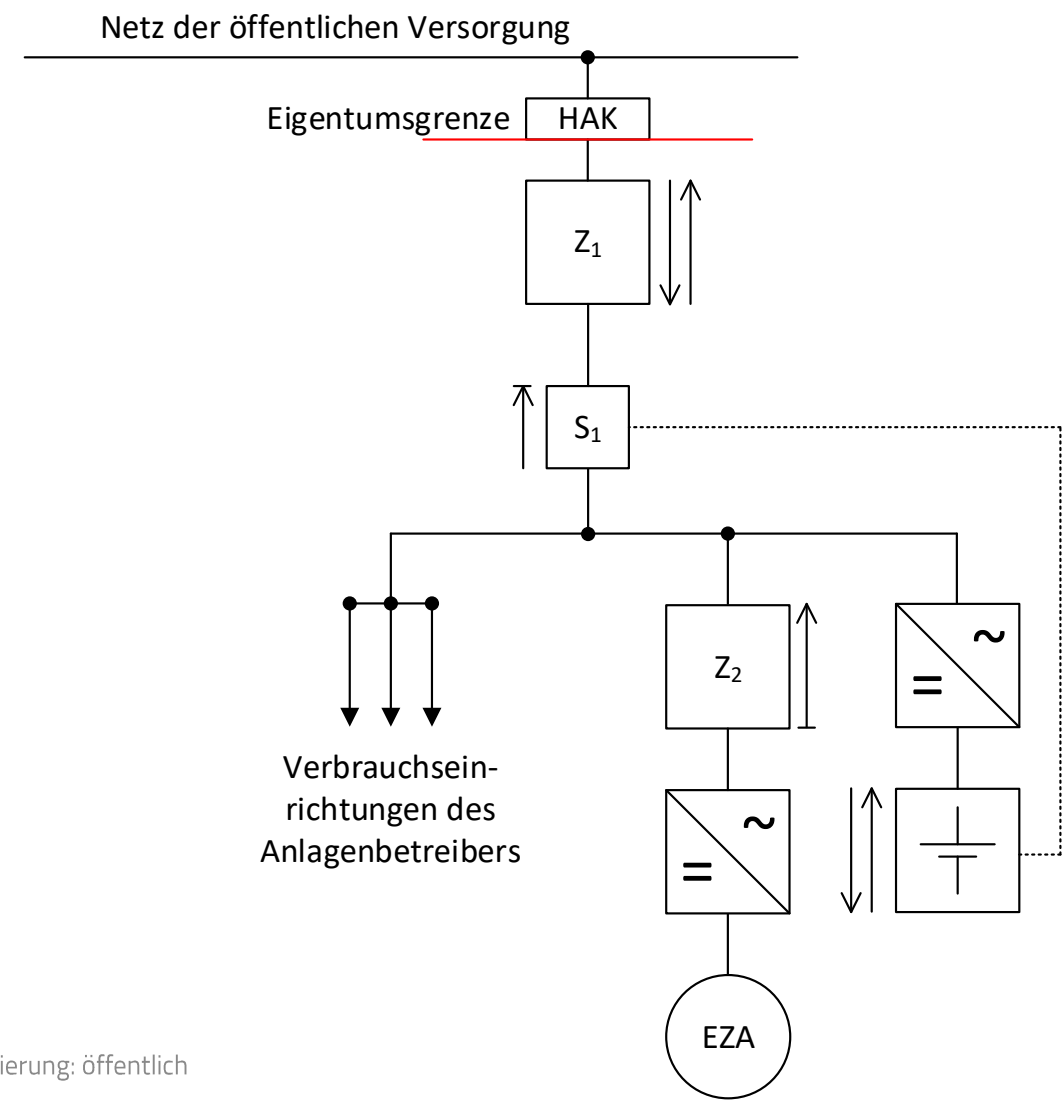 Netz der öffentlichen Versorgung
Eigentumsgrenze
HAK
Z₁
S₁
Z₂
~
=
Verbrauchsein-
richtungen des
Anlagenbetreibers
~
=
EZA
ierung: öffentlich